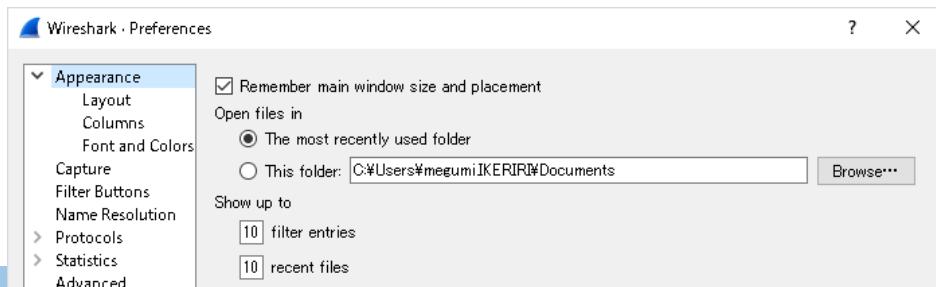 Wireshark · Preferences
? ×
Appearance
Layout
Columns
Font and Colors
Capture
Filter Buttons
Name Resolution
Protocols
Statistics
Advanced
Remember main window size and placement
Open files in
The most recently used folder
This folder: C:¥Users¥megumi.IKERIRI¥Documents Browse…
Show up to
10 filter entries
10 recent files